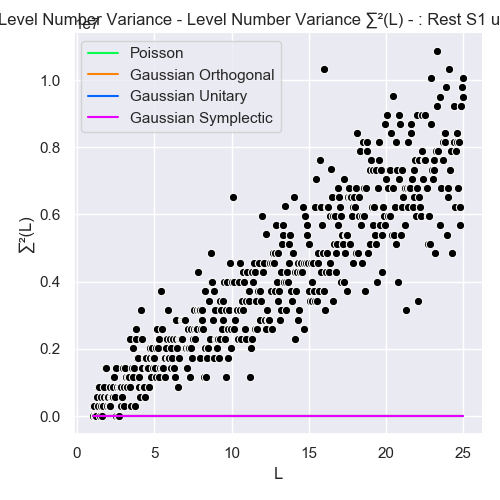 Level Number Variance - Level Number Variance ∑²(L) - : Rest S1 u
1e7
Poisson
Gaussian Orthogonal
Gaussian Unitary
Gaussian Symplectic
1.0
0.8
0.6
0.4
0.2
0.0
∑²(L)
0
5
10
15
20
25
L